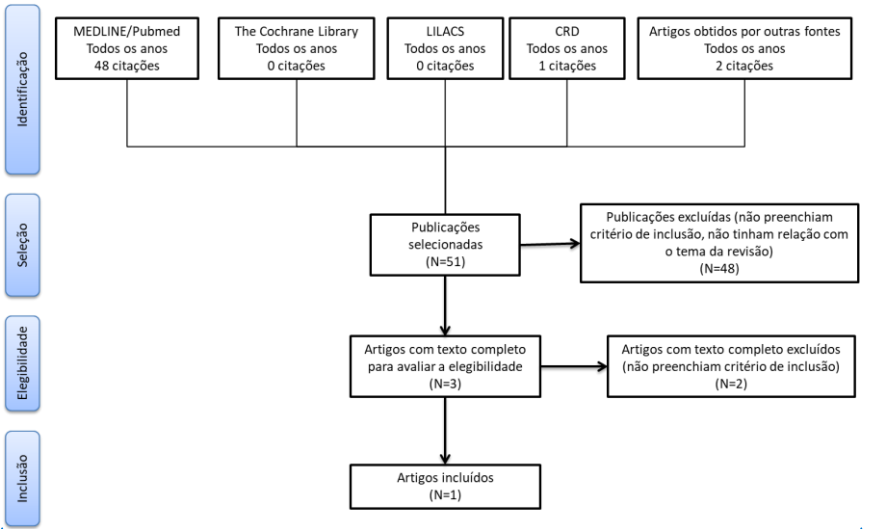 Identificação
MEDLINE/Pubmed
Todos os anos
48 citações
The Cochrane Library
Todos os anos
0 citações
LILACS
Todos os anos
0 citações
CRD
Todos os anos
1 citações
Artigos obtidos por outras fontes
Todos os anos
2 citações
Seleção
Publicações
selecionadas
(N=51)
Publicações excluídas (não preenchiam
critério de inclusão, não tinham relação com
o tema da revisão)
(N=48)
Elegibilidade
Artigos com texto completo
para avaliar a elegibilidade
(N=3)
Artigos com texto completo excluídos
(não preenchiam critério de inclusão)
(N=2)
Inclusão
Artigos incluídos
(N=1)